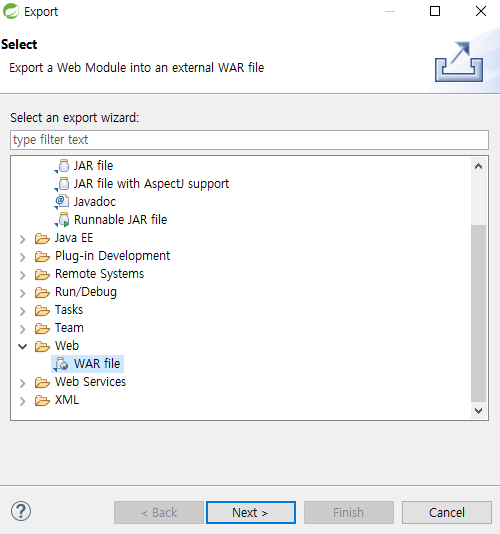 Export
Select
Export a Web Module into an external WAR file
Select an export wizard:
type filter text
JAR file
JAR file with AspectJ support
Javadoc
Runnable JAR file
Java EE
Plug-in Development
Remote Systems
Run/Debug
Tasks
Team
Web
WAR file
Web Services
XML
< Back Next > Finish Cancel